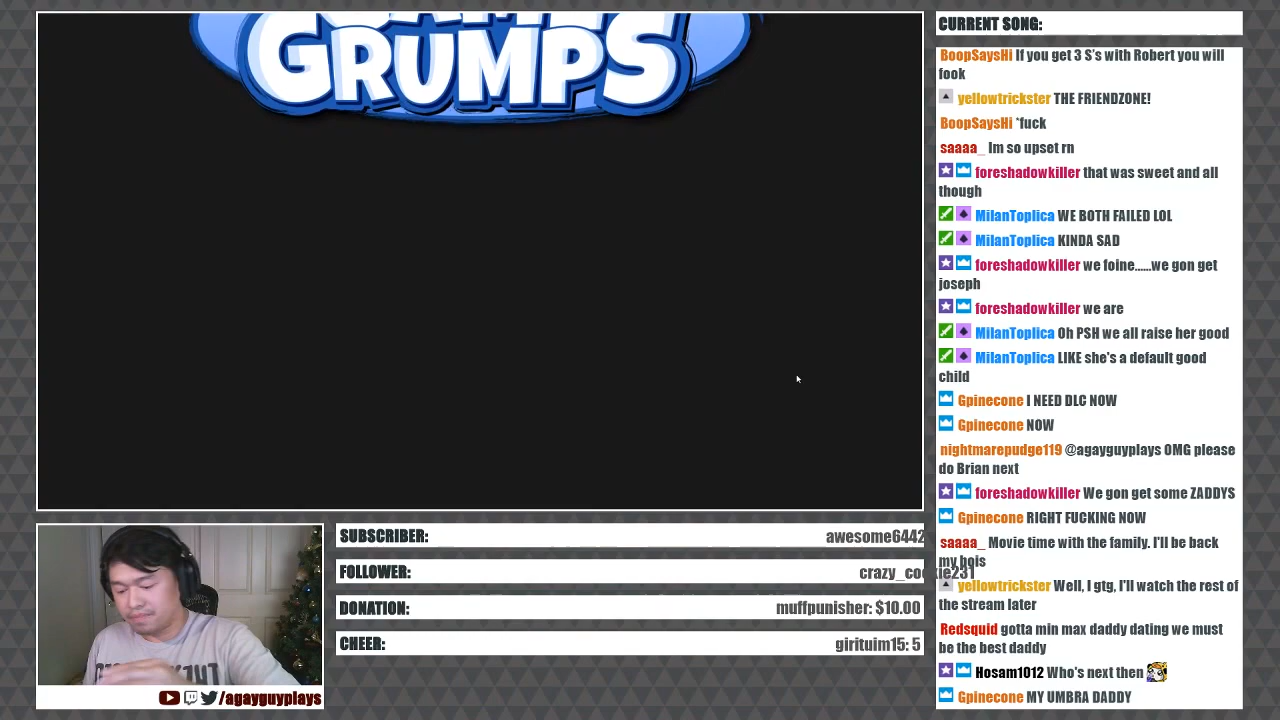 GRUMPS
CURRENT SONG:
BoopSaysHi If you get 3 S's with Robert you will
fook
yellowtrickster THE FRIENDZONE!
BoopSaysHi *fuck
saaaa_ Im so upset rn
foreshadowkiller that was sweet and all
though
MilanToplica WE BOTH FAILED LOL
MilanToplica KINDA SAD
foreshadowkiller we foine......we gon get
joseph
foreshadowkiller we are
MilanToplica Oh PSH we all raise her good
MilanToplica LIKE she's a default good
child
Gpinecone I NEED DLC NOW
Gpinecone NOW
nightmarepudge119 @agayguyplays OMG please
do Brian next
foreshadowkiller We gon get some ZADDYS
Gpinecone RIGHT FUCKING NOW
saaaa_ Movie time with the family. I'll be back
my bois
yellowtrickster Well, I gtg, I'll watch the rest of
the stream later
Redsquid gotta min max daddy dating we must
be the best daddy
Hosam1012 Who's next then
Gpinecone MY UMBRA DADDY
SUBSCRIBER: awesome6442
FOLLOWER: crazy_cookie231
DONATION: muffpunisher: $10.00
CHEER: girituim15: 5
/agayguyplays